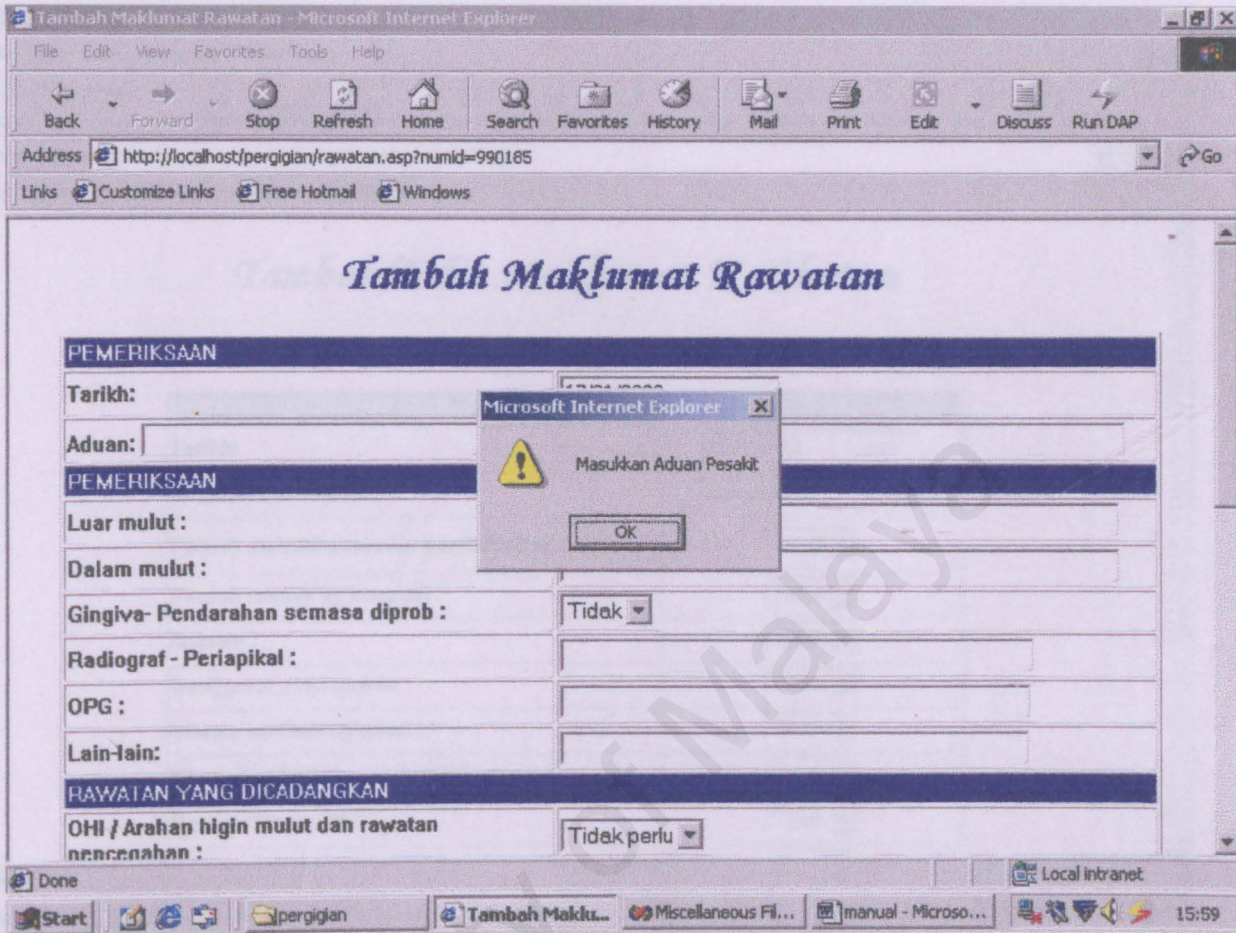 Tambah Maklumat Rawatan - Microsoft Internet Explorer
File Edit View Favorites Tools Help
Back Forward Stop Refresh Home Search Favorites History Mail Print Edit Discuss Run DAP
Address http://localhost/pergigian/rawatan.asp?numid=990185 Go
Links Customize Links Free Hotmail Windows
Tambah Maklumat Rawatan
PEMERIKSAAN
Tarikh:
Microsoft Internet Explorer
Aduan:
Masukkan Aduan Pesakit
PEMERIKSAAN
Luar mulut :
OK
Dalam mulut :
Gingiva- Pendarahan semasa diprob : Tidak
Radiograf - Periapikal :
OPG :
Lain-lain:
RAWATAN YANG DICADANGKAN
OHI / Arahan higin mulut dan rawatan
pencegahan : Tidak perlu
Done Local intranet
Start pergigian Tambah Maklu... Miscellaneous Fil... manual - Microso... 15:59
of Malaya